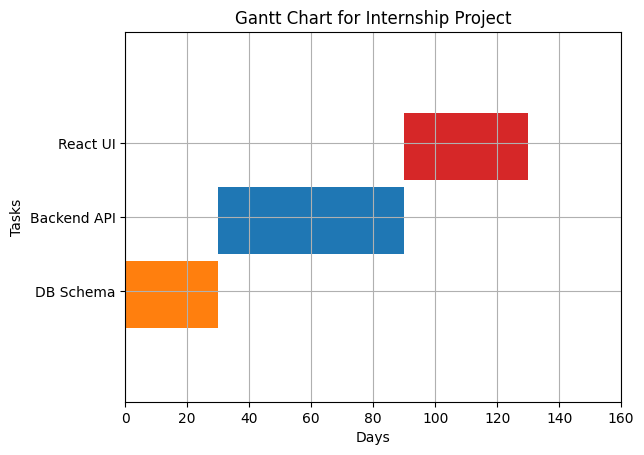 Gantt Chart for Internship Project
React UI
Backend API
DB Schema
Tasks
0 20 40 60 80 100 120 140 160
Days